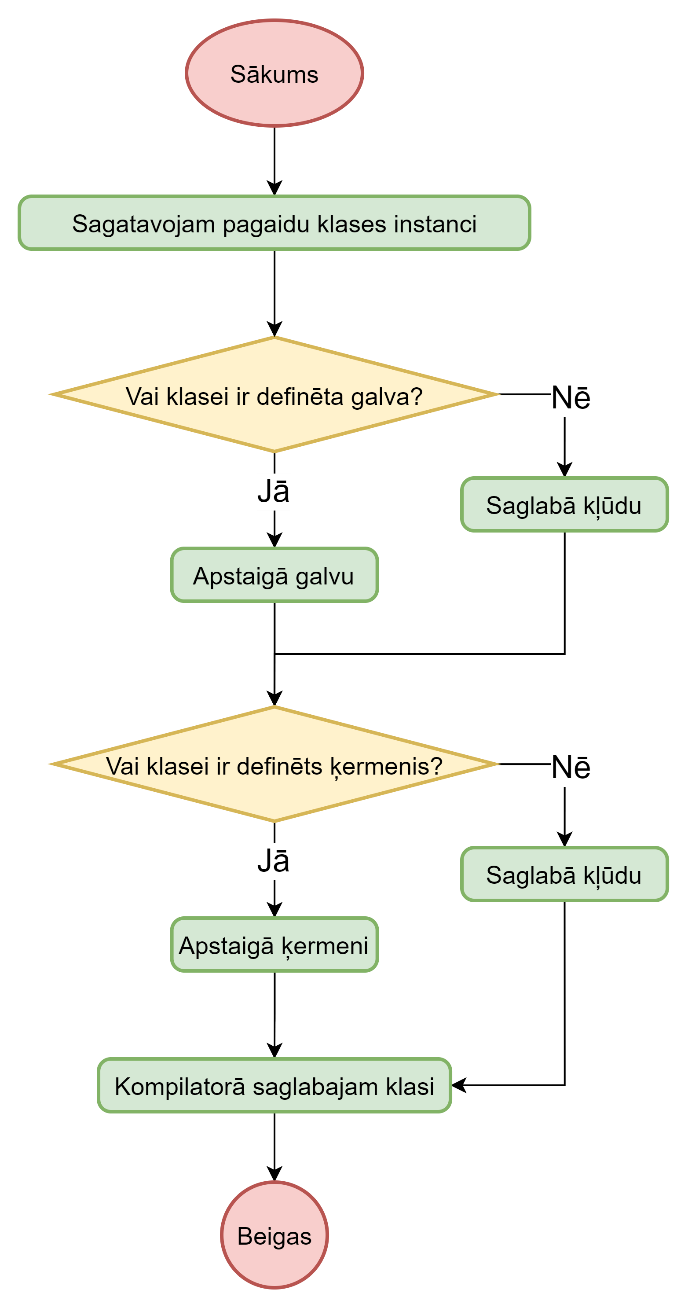 Sākums
Sagatavojam pagaidu klases instanci
Vai klasei ir definēta galva?
Nē
Jā
Saglabā kļūdu
Apstaigā galvu
Vai klasei ir definēts ķermenis?
Nē
Jā
Saglabā kļūdu
Apstaigā ķermeni
Kompilatorā saglabajam klasi
Beigas